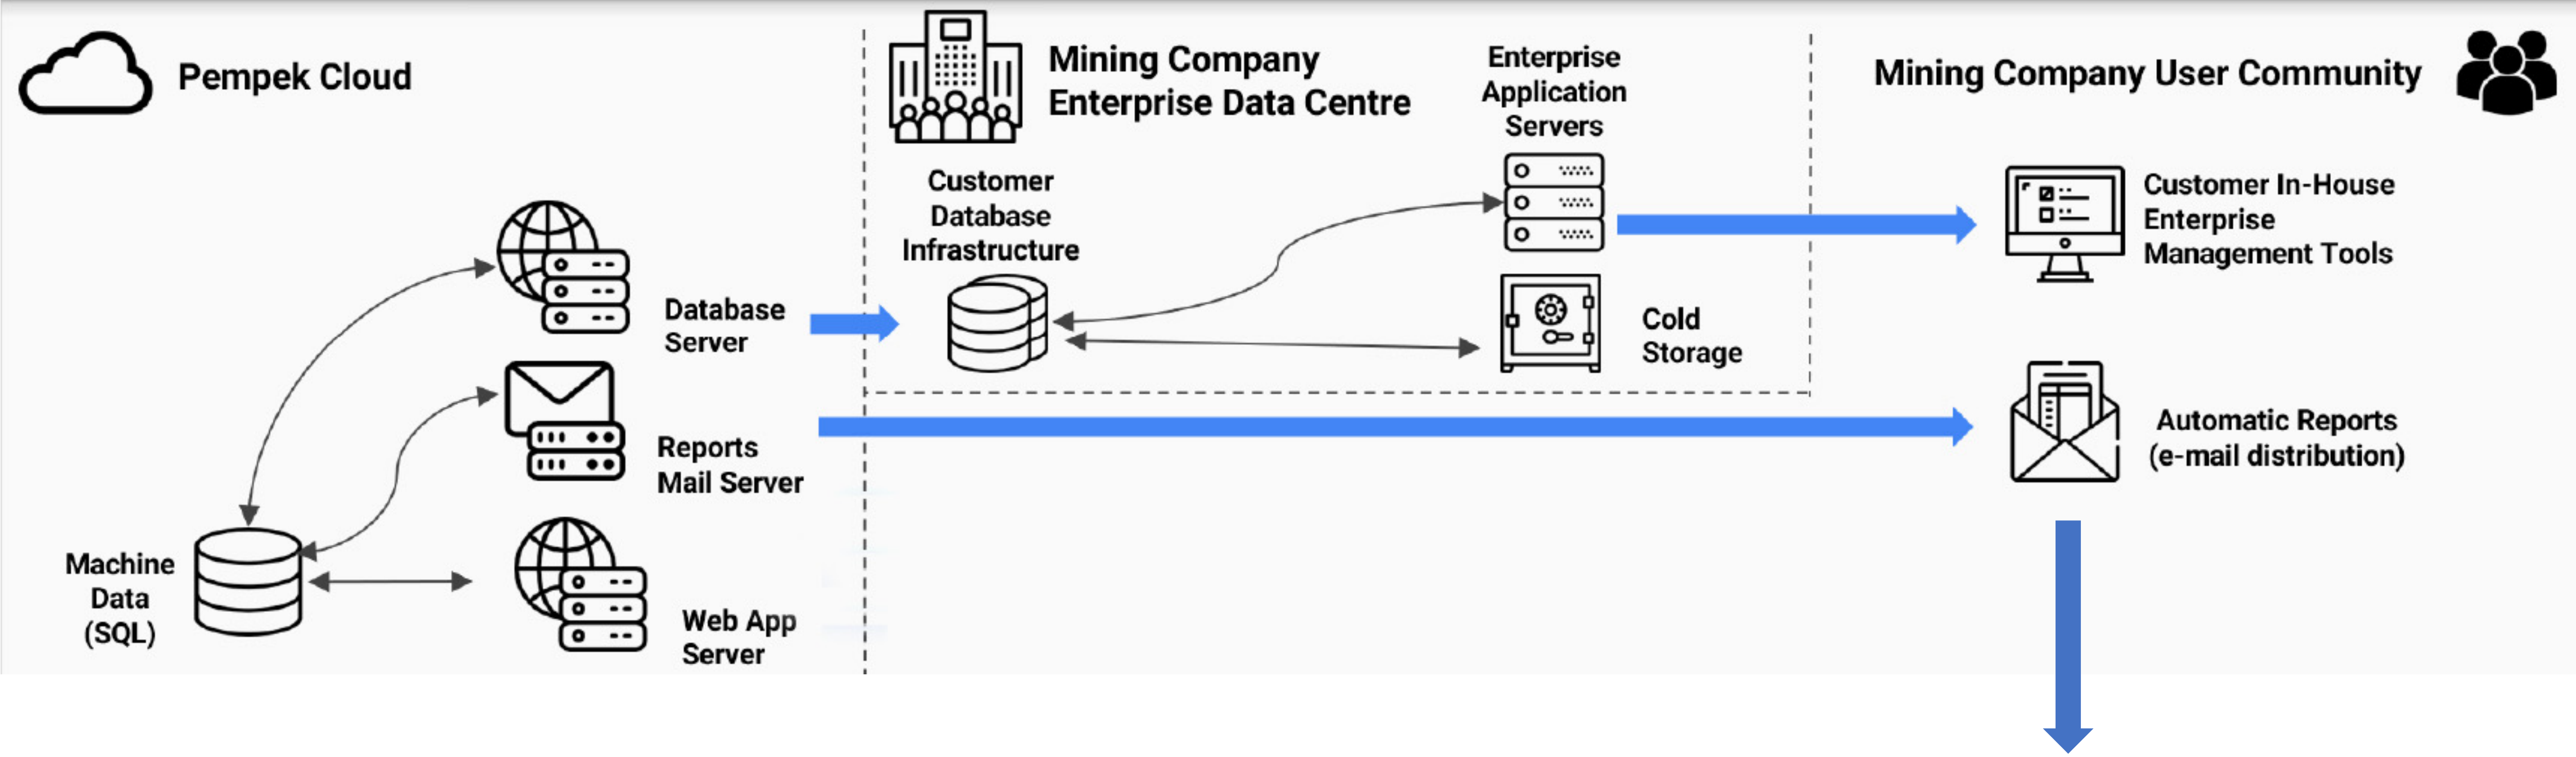 Pempek Cloud
Mining Company
Enterprise Data Centre
Enterprise
Application
Servers
Mining Company User Community
Customer
Database
Infrastructure
Customer In-House
Enterprise
Management Tools
Database
Server
Cold
Storage
Reports
Mail Server
Automatic Reports
(e-mail distribution)
Machine
Data
(SQL)
Web App
Server